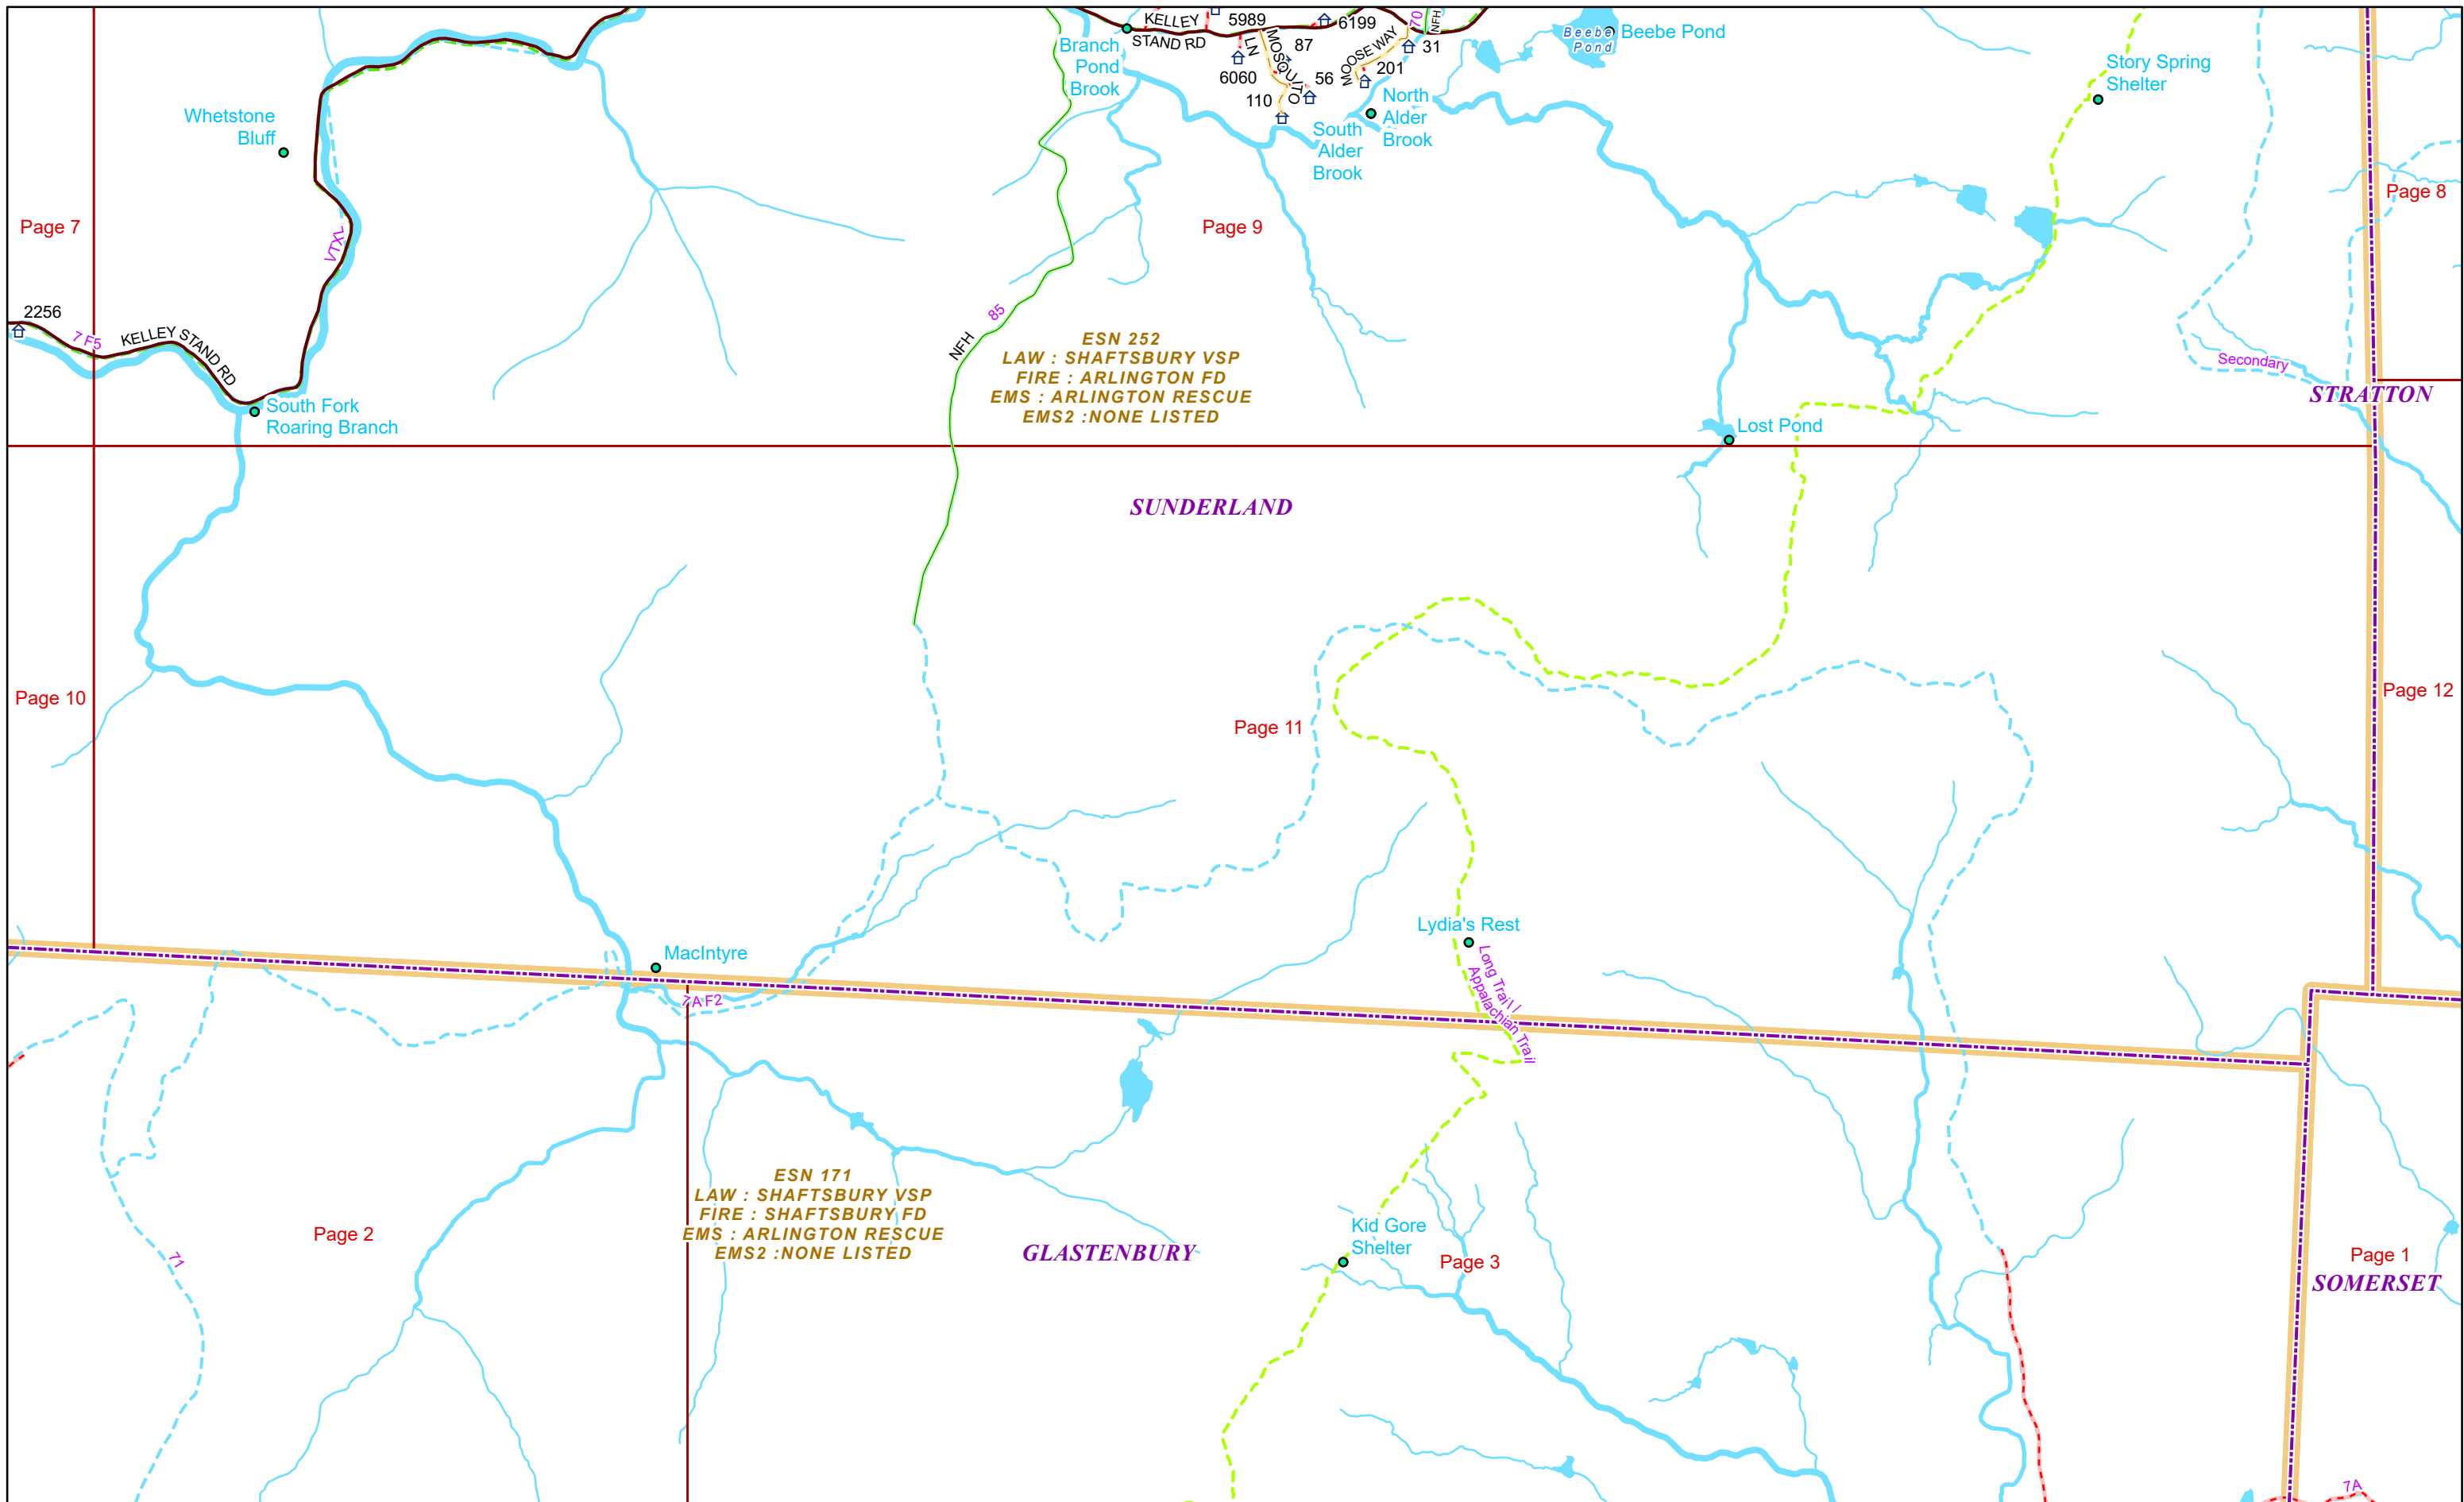 KELLEY
STAND RD
5989
6199
LN
MOSQUITO
87
6060
56
110
MOOSE WAY
201
31
70
NFH
Beebe
Pond
Beebe Pond
Branch
Pond
Brook
North
Alder
Brook
South
Alder
Brook
Story Spring
Shelter
Whetstone
Bluff
Page 7
Page 9
Page 8
VTXL
2256
7 F5
KELLEY STAND RD
South Fork
Roaring Branch
NFH
85
ESN 252
LAW : SHAFTSBURY VSP
FIRE : ARLINGTON FD
EMS : ARLINGTON RESCUE
EMS2 :NONE LISTED
Secondary
STRATTON
Lost Pond
SUNDERLAND
Page 10
Page 11
Page 12
Lydia's Rest
Long Trail /
Appalachian Trail
MacIntyre
7A F2
ESN 171
LAW : SHAFTSBURY VSP
FIRE : SHAFTSBURY FD
EMS : ARLINGTON RESCUE
EMS2 :NONE LISTED
Page 2
71
GLASTENBURY
Kid Gore
Shelter
Page 3
Page 1
SOMERSET
7A